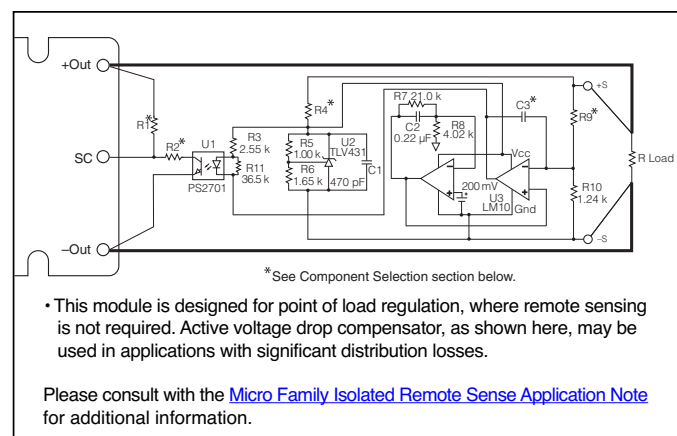 +Out
R1*
SC
R2*
U1
PS2701
–Out
R3
2.55 k
R11
36.5 k
R4*
R5
1.00 k
R6
1.65 k
U2
TLV431
470 pF
C1
R7 21.0 k
C2
0.22 µF
R8
4.02 k
–
+
200 mV
+
C3*
Vcc
–
+
U3
LM10
Gnd
+S
R9*
R10
1.24 k
–S
R Load
*See Component Selection section below.
• This module is designed for point of load regulation, where remote sensing
is not required. Active voltage drop compensator, as shown here, may be
used in applications with significant distribution losses.
Please consult with the Micro Family Isolated Remote Sense Application Note
for additional information.